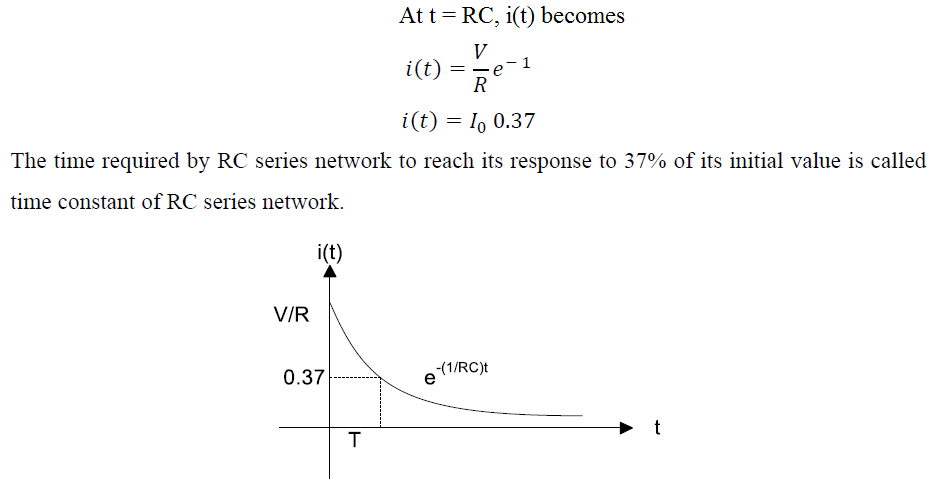 At t = RC, i(t) becomes
i(t) = V/R e^{-1}
i(t) = I₀ 0.37
The time required by RC series network to reach its response to 37% of its initial value is called
time constant of RC series network.
i(t)
V/R
0.37
e^{-(1/RC)t}
t
T